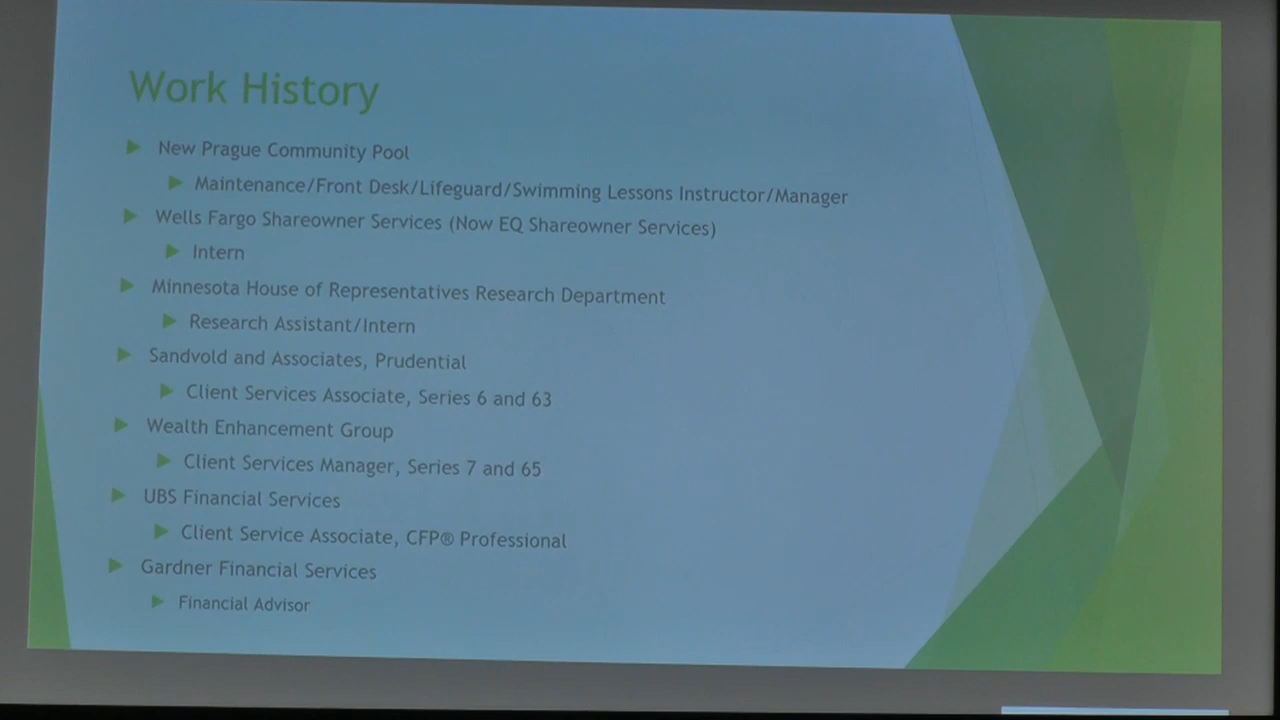 Work History
New Prague Community Pool
Maintenance/Front Desk/Lifeguard/Swimming Lessons Instructor/Manager
Wells Fargo Shareowner Services (Now EQ Shareowner Services)
Intern
Minnesota House of Representatives Research Department
Research Assistant/Intern
Sandvold and Associates, Prudential
Client Services Associate, Series 6 and 63
Wealth Enhancement Group
Client Services Manager, Series 7 and 65
UBS Financial Services
Client Service Associate, CFP® Professional
Gardner Financial Services
Financial Advisor